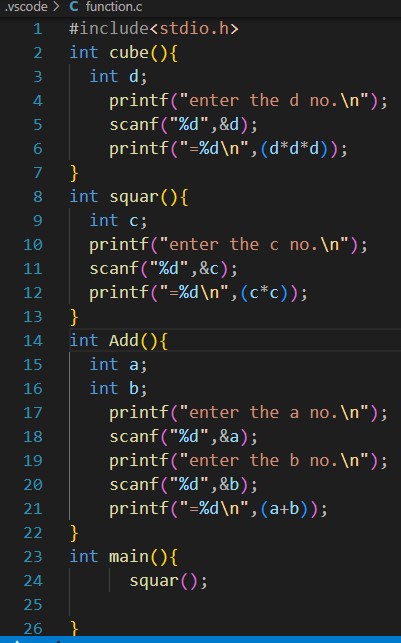 .vscode > C function.c
1 #include<stdio.h>
2 int cube(){
3 int d;
4 printf("enter the d no.\n");
5 scanf("%d",&d);
6 printf("=%d\n",(d*d*d));
7 }
8 int squar(){
9 int c;
10 printf("enter the c no.\n");
11 scanf("%d",&c);
12 printf("=%d\n",(c*c));
13 }
14 int Add(){
15 int a;
16 int b;
17 printf("enter the a no.\n");
18 scanf("%d",&a);
19 printf("enter the b no.\n");
20 scanf("%d",&b);
21 printf("=%d\n",(a+b));
22 }
23 int main(){
24 squar();
25
26 }